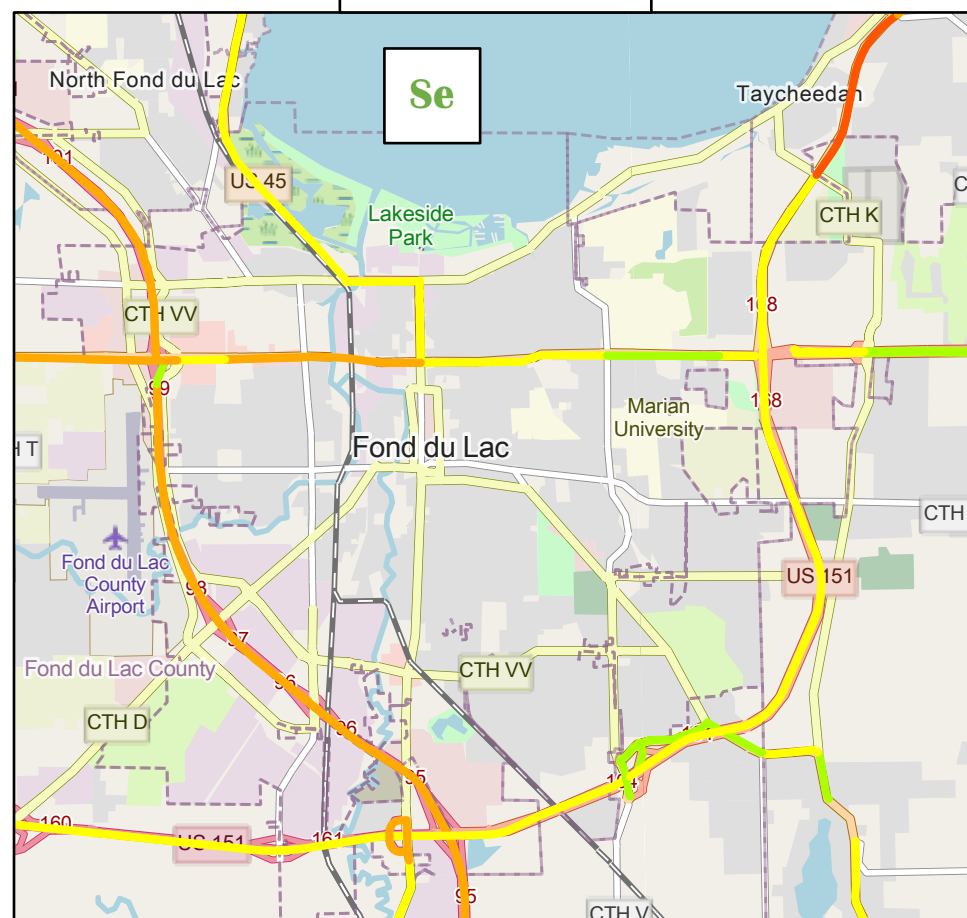 North Fond du Lac
Se
Taycheedah
101
US 45
CTH K
C
Lakeside
Park
CTH VV
168
99
168
Marian
University
H T
Fond du Lac
CTH
Fond du Lac
County
Airport
98
US 151
97
Fond du Lac County
96
CTH VV
CTH D
96
95
164
160
US 151
161
95
CTH V